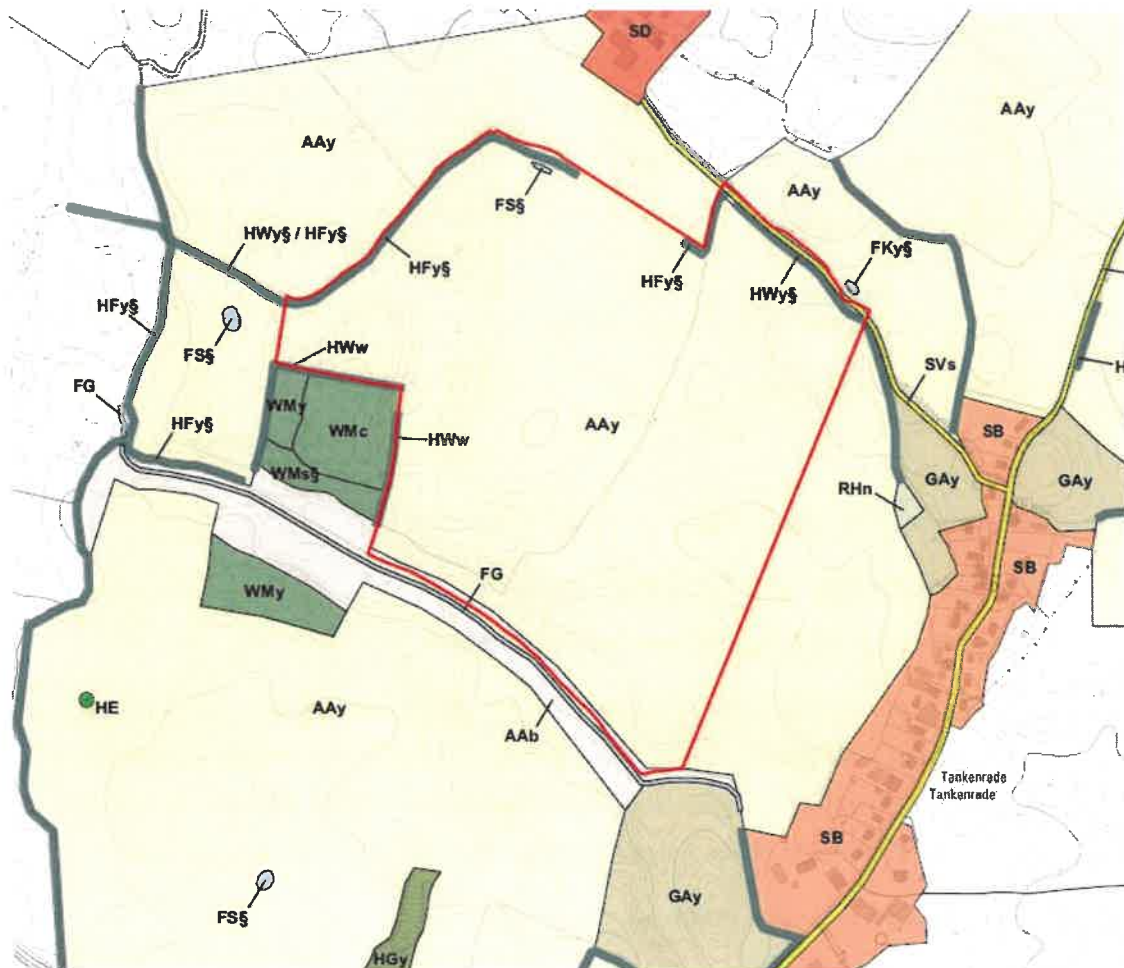 SD
AAy
AAy
AAy
FS§
HWy§ / HFy§
HFy§
HFy§
FKy§
HWy§
HFy§
FS§
HWw
SVs
H
FG
WMy
WMc
HWw
AAy
SB
HFy§
WMs§
GAy
GAy
RHn
FG
SB
WMy
HE
AAy
AAb
Tankenrade
Tankenrade
SB
FS§
GAy
HGy